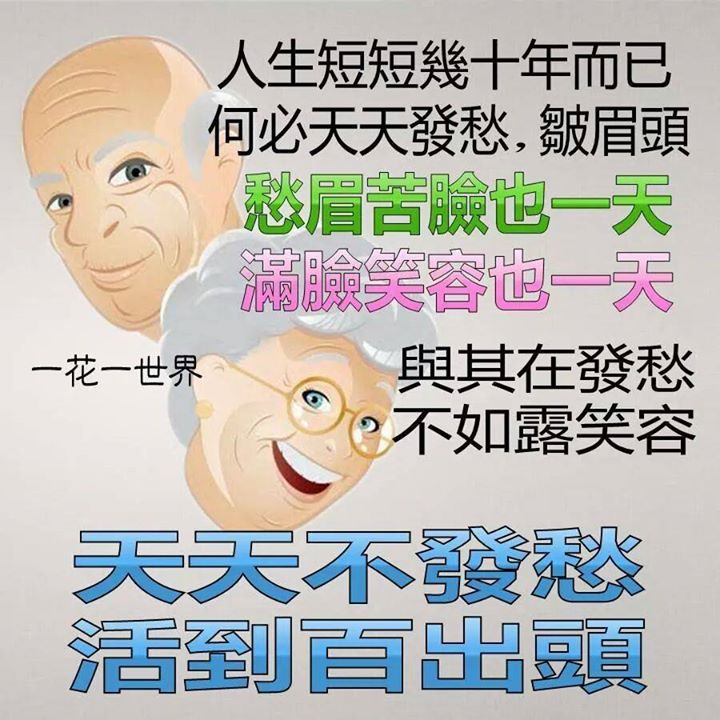 人生短短幾十年而已
何必天天發愁，皺眉頭
愁眉苦臉也一天
滿臉笑容也一天
一花一世界
與其在發愁
不如露笑容
天天不發愁
活到百出頭